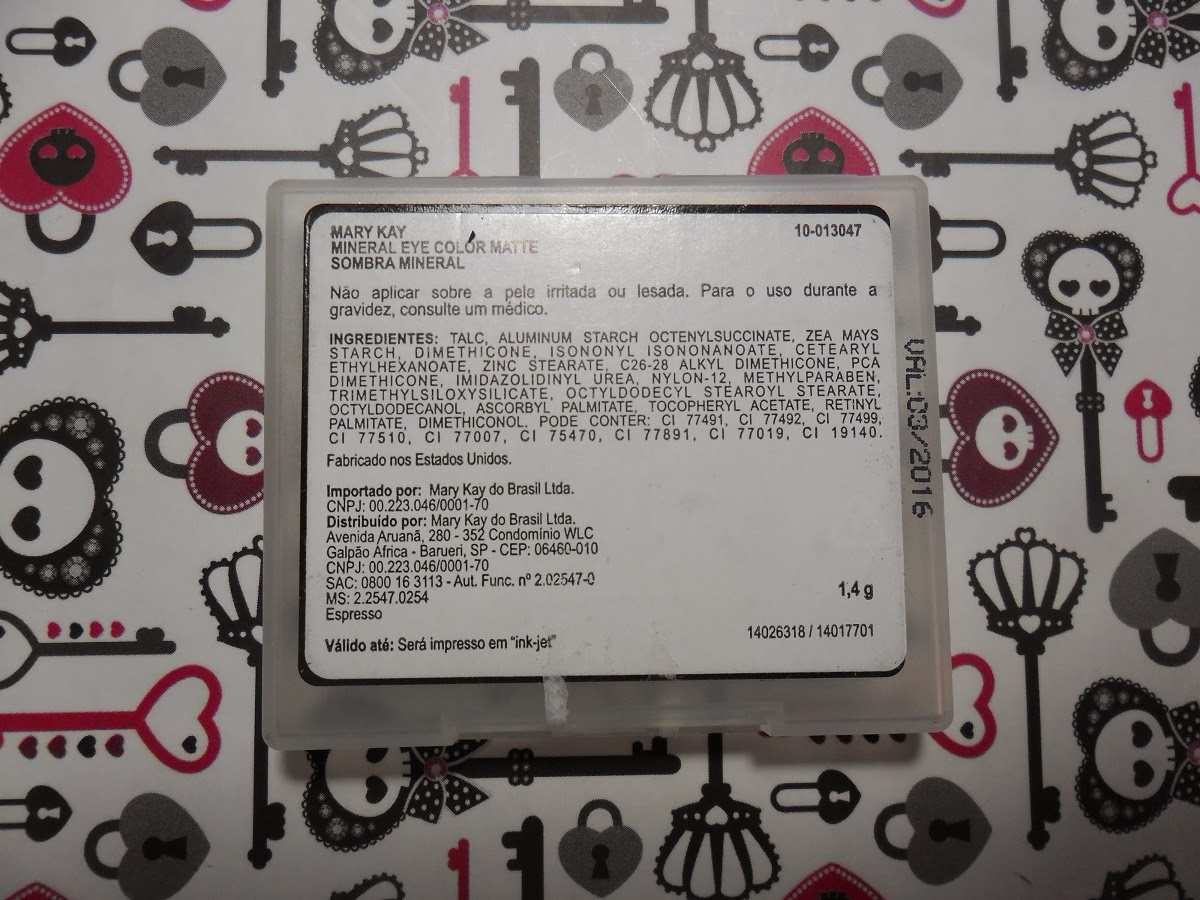 MARY KAY
10-013047
MINERAL EYE COLOR MATTE
SOMBRA MINERAL
Não aplicar sobre a pele irritada ou lesada. Para o uso durante a
gravidez, consulte um médico.
INGREDIENTES: TALC, ALUMINUM STARCH OCTENYLSUCCINATE, ZEA MAYS
STARCH, DIMETHICONE, ISONONYL ISONONANOATE, CETEARYL
ETHYLHEXANOATE, ZINC STEARATE, C26-28 ALKYL DIMETHICONE, PCA
DIMETHICONE, IMIDAZOLIDINYL UREA, NYLON-12, METHYLPARABEN,
TRIMETHYLSILOXYSILICATE, OCTYLDODECYL STEAROYL STEARATE,
OCTYLDODECANOL, ASCORBYL PALMITATE, TOCOPHERYL ACETATE, RETINYL
PALMITATE, DIMETHICONOL. PODE CONTER: CI 77491, CI 77492, CI 77499,
CI 77510, CI 77007, CI 75470, CI 77891, CI 77019, CI 19140.
Fabricado nos Estados Unidos.
Importado por: Mary Kay do Brasil Ltda.
CNPJ: 00.223.046/0001-70
Distribuído por: Mary Kay do Brasil Ltda.
Avenida Aruanã, 280 - 352 Condomínio WLC
Galpão África - Barueri, SP - CEP: 06460-010
CNPJ: 00.223.046/0001-70
SAC: 0800 16 3113 - Aut. Func. nº 2.02547-0
MS: 2.2547.0254
1,4 g
Espresso
14026318 / 14017701
Válido até: Será impresso em "ink-jet"
VAL:03/2016